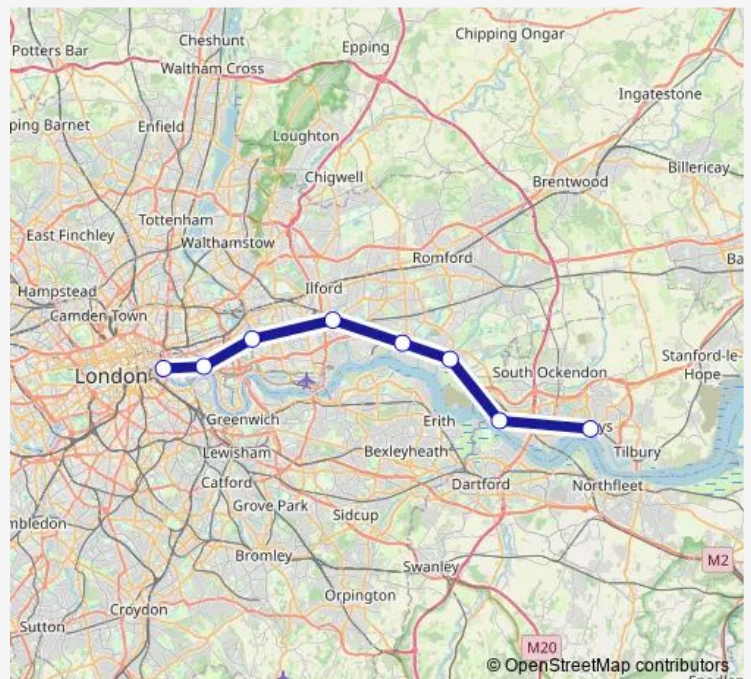 Cheshunt
Epping
Chipping Ongar
Potters Bar
Waltham Cross
Ingatestone
ping Barnet
Enfield
Loughton
Billericay
Chigwell
Brentwood
Tottenham
East Finchley
Walthamstow
Romford
Ba
Hampstead
Ilford
Camden Town
London
South Ockendon
Stanford-le-
Hope
Greenwich
Erith
ys
Lewisham
Bexleyheath
Tilbury
Catford
Dartford
Northfleet
Grove Park
Sidcup
mbledon
Bromley
Swanley
M2
Orpington
Croydon
Sutton
M20
© OpenStreetMap contributors